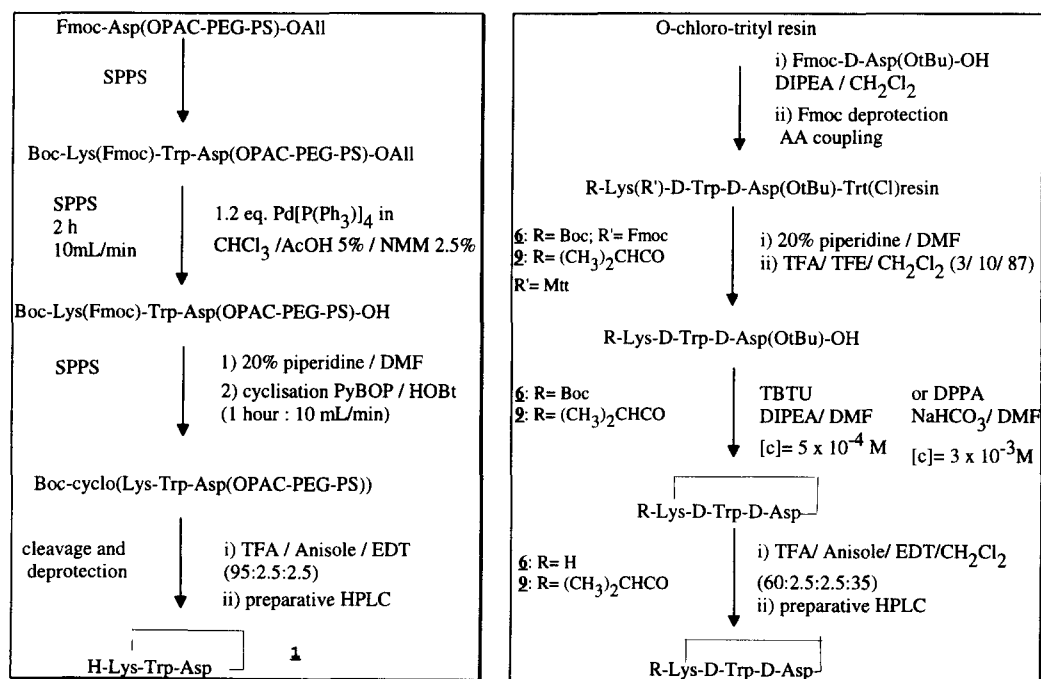 Fmoc-Asp(OPAC-PEG-PS)-OAll
SPPS
Boc-Lys(Fmoc)-Trp-Asp(OPAC-PEG-PS)-OAll
SPPS
2 h
10mL/min
1.2 eq. Pd[P(Ph3)]4 in
CHCl3 /AcOH 5% / NMM 2.5%
Boc-Lys(Fmoc)-Trp-Asp(OPAC-PEG-PS)-OH
SPPS
1) 20% piperidine / DMF
2) cyclisation PyBOP / HOBt
(1 hour : 10 mL/min)
Boc-cyclo(Lys-Trp-Asp(OPAC-PEG-PS))
cleavage and
deprotection
i) TFA / Anisole / EDT
(95:2.5:2.5)
ii) preparative HPLC
H-Lys-Trp-Asp
1
O-chloro-trityl resin
i) Fmoc-D-Asp(OtBu)-OH
DIPEA / CH2Cl2
ii) Fmoc deprotection
AA coupling
R-Lys(R')-D-Trp-D-Asp(OtBu)-Trt(Cl)resin
6: R= Boc; R'= Fmoc
9: R= (CH3)2CHCO
R'= Mtt
i) 20% piperidine / DMF
ii) TFA/ TFE/ CH2Cl2 (3/ 10/ 87)
R-Lys-D-Trp-D-Asp(OtBu)-OH
6: R= Boc
9: R= (CH3)2CHCO
TBTU
DIPEA/ DMF
[c]= 5 x 10-4 M
or DPPA
NaHCO3/ DMF
[c]= 3 x 10-3M
R-Lys-D-Trp-D-Asp
6: R= H
9: R= (CH3)2CHCO
i) TFA/ Anisole/ EDT/CH2Cl2
(60:2.5:2.5:35)
ii) preparative HPLC
R-Lys-D-Trp-D-Asp